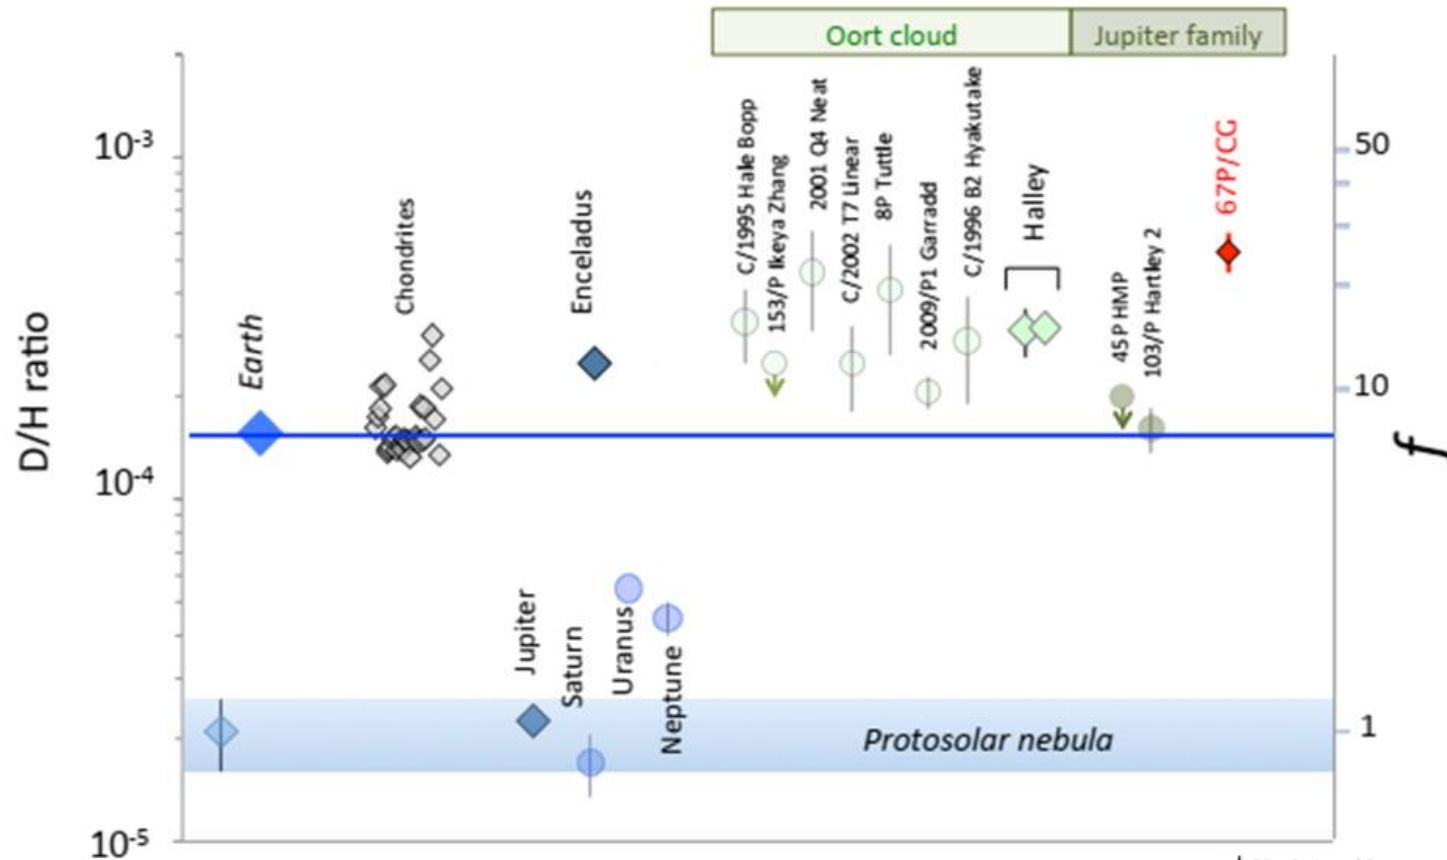 Oort cloud
Jupiter family
D/H ratio
10-3
10-4
10-5
Earth
Chondrites
Enceladus
C/1995 Hale Bopp
153/P Ikeya Zhang
2001 Q4 Neat
C/2002 T7 Linear
8P Tuttle
2009/P1 Garradd
C/1996 B2 Hyakutake
Halley
45P HMP
103/P Hartley 2
67P/CG
50
10
1
f
Jupiter
Saturn
Uranus
Neptune
Protosolar nebula